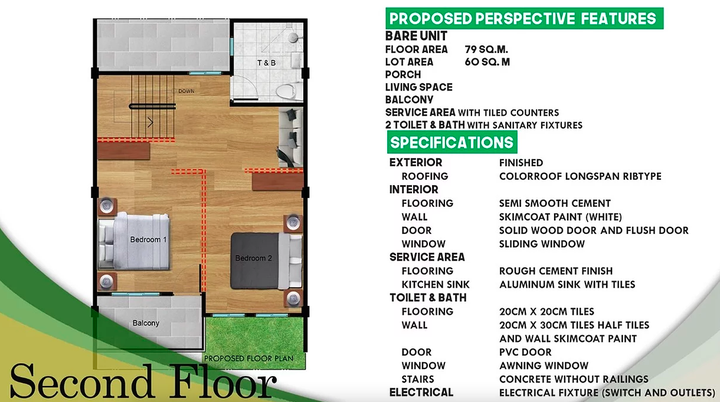 T & B
DOWN
Bedroom 1
Bedroom 2
Balcony
PROPOSED FLOOR PLAN
Second Floor
PROPOSED PERSPECTIVE FEATURES
BARE UNIT
FLOOR AREA 79 SQ.M.
LOT AREA 60 SQ. M
PORCH
LIVING SPACE
BALCONY
SERVICE AREA WITH TILED COUNTERS
2 TOILET & BATH WITH SANITARY FIXTURES
SPECIFICATIONS
EXTERIOR FINISHED
ROOFING COLORROOF LONGSPAN RIBTYPE
INTERIOR
FLOORING SEMI SMOOTH CEMENT
WALL SKIMCOAT PAINT (WHITE)
DOOR SOLID WOOD DOOR AND FLUSH DOOR
WINDOW SLIDING WINDOW
SERVICE AREA
FLOORING ROUGH CEMENT FINISH
KITCHEN SINK ALUMINUM SINK WITH TILES
TOILET & BATH
FLOORING 20CM X 20CM TILES
WALL 20CM X 30CM TILES HALF TILES
AND WALL SKIMCOAT PAINT
DOOR PVC DOOR
WINDOW AWNING WINDOW
STAIRS CONCRETE WITHOUT RAILINGS
ELECTRICAL ELECTRICAL FIXTURE (SWITCH AND OUTLETS)